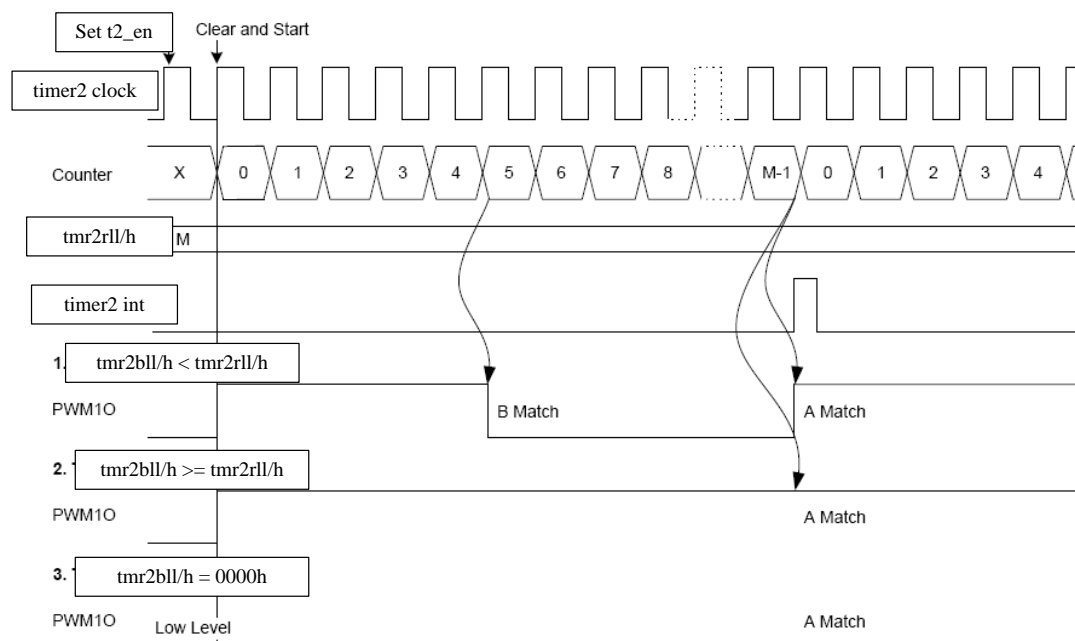 Set t2_en
Clear and Start
timer2 clock
Counter X 0 1 2 3 4 5 6 7 8 M-1 0 1 2 3 4
tmr2rll/h M
timer2 int
1. tmr2bll/h < tmr2rll/h
PWM1O B Match A Match
2. tmr2bll/h >= tmr2rll/h
PWM1O A Match
3. tmr2bll/h = 0000h
PWM1O Low Level A Match